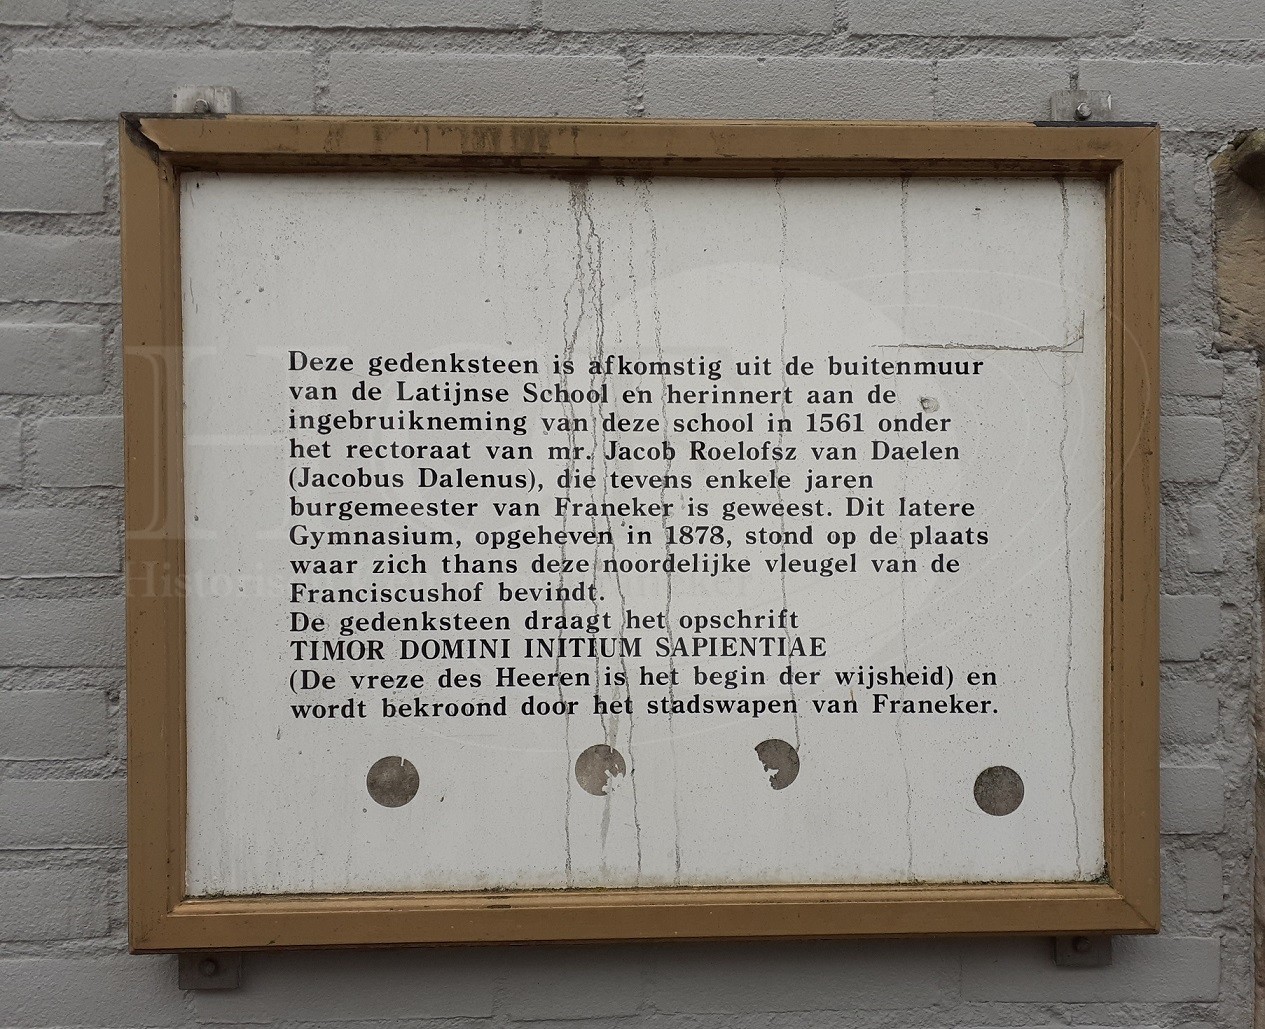 Deze gedenksteen is afkomstig uit de buitenmuur
van de Latijnse School en herinnert aan de
ingebruikneming van deze school in 1561 onder
het rectoraat van mr. Jacob Roelofsz van Daelen
(Jacobus Dalenus), die tevens enkele jaren
burgemeester van Franeker is geweest. Dit latere
Gymnasium, opgeheven in 1878, stond op de plaats
waar zich thans deze noordelijke vleugel van de
Franciscushof bevindt.
De gedenksteen draagt het opschrift
TIMOR DOMINI INITIUM SAPIENTIAE
(De vreze des Heeren is het begin der wijsheid) en
wordt bekroond door het stadswapen van Franeker.